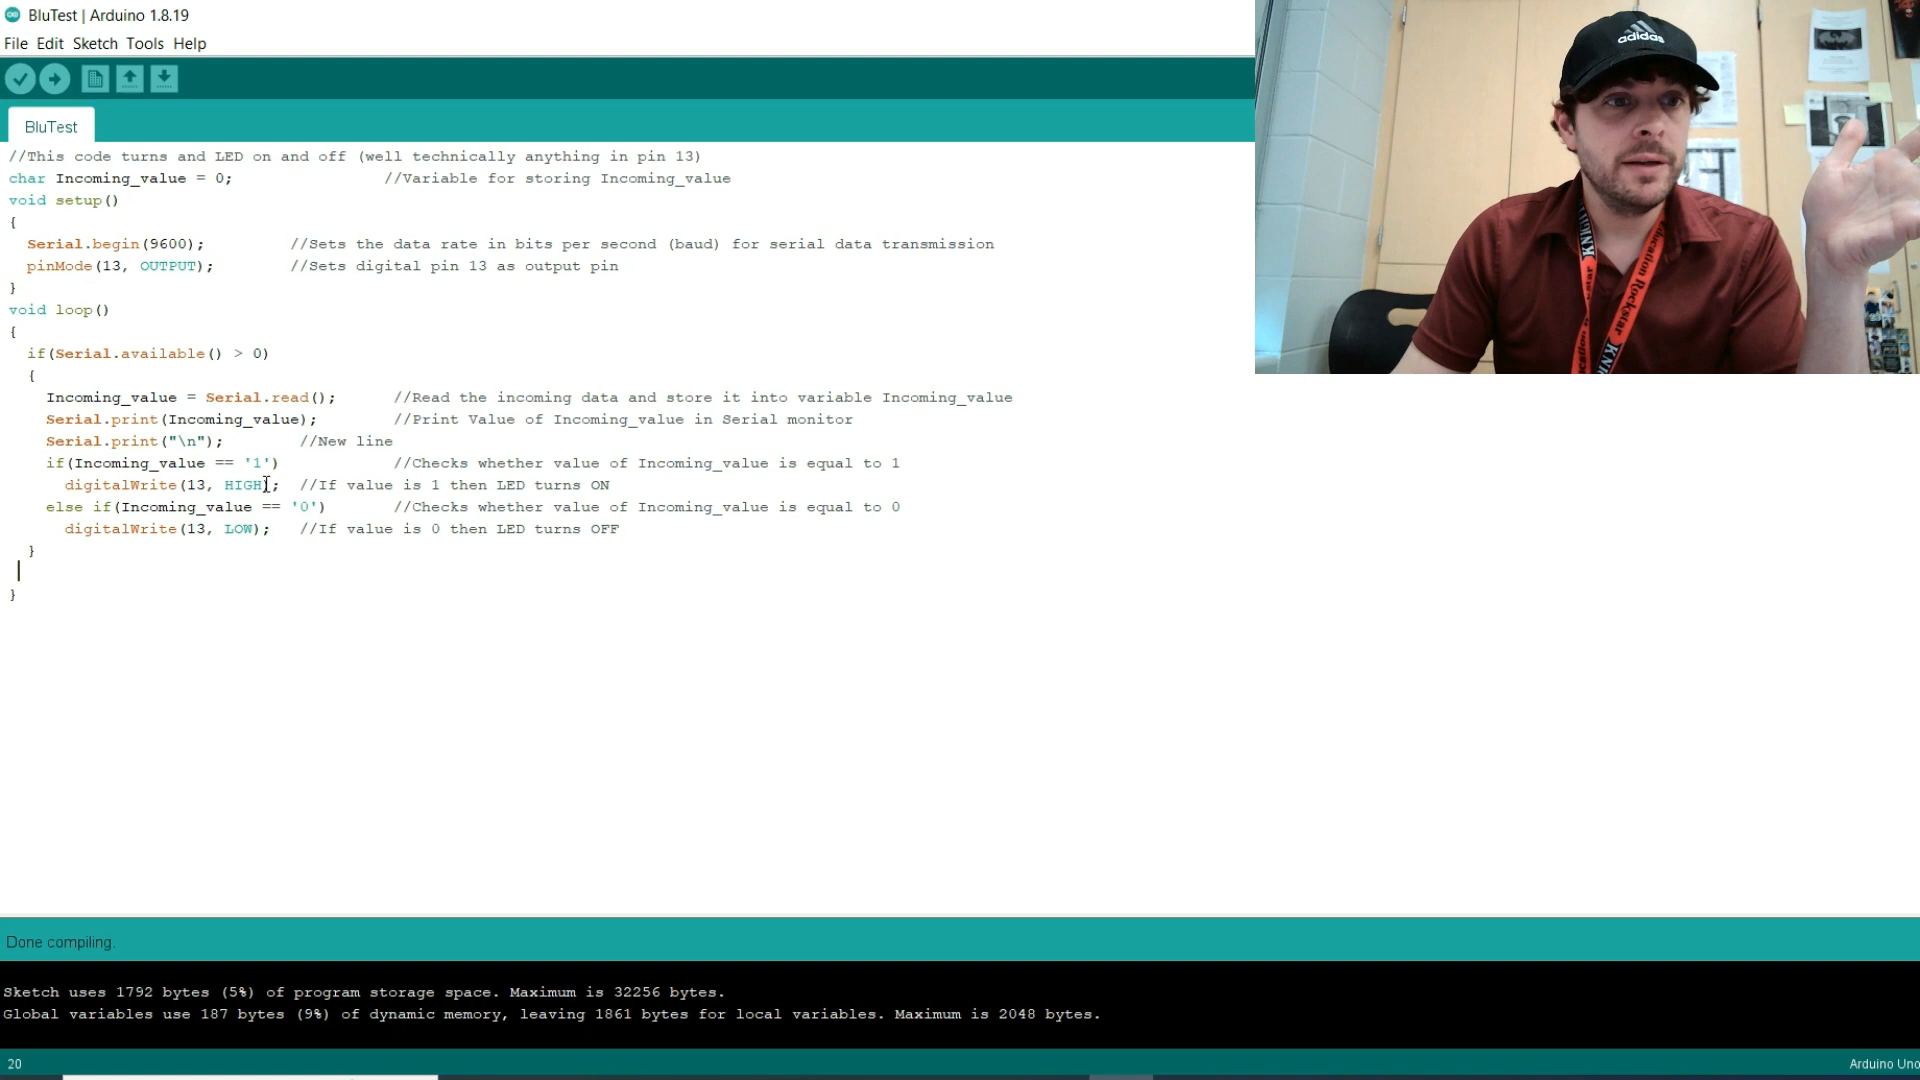 BluTest | Arduino 1.8.19
File Edit Sketch Tools Help
BluTest
//This code turns and LED on and off (well technically anything in pin 13)
char Incoming_value = 0; //Variable for storing Incoming_value
void setup()
{
Serial.begin(9600); //Sets the data rate in bits per second (baud) for serial data transmission
pinMode(13, OUTPUT); //Sets digital pin 13 as output pin
}
void loop()
{
if(Serial.available() > 0)
{
Incoming_value = Serial.read(); //Read the incoming data and store it into variable Incoming_value
Serial.print(Incoming_value); //Print Value of Incoming_value in Serial monitor
Serial.print("\n"); //New line
if(Incoming_value == '1') //Checks whether value of Incoming_value is equal to 1
digitalWrite(13, HIGH); //If value is 1 then LED turns ON
else if(Incoming_value == '0') //Checks whether value of Incoming_value is equal to 0
digitalWrite(13, LOW); //If value is 0 then LED turns OFF
}
}
Done compiling.
Sketch uses 1792 bytes (5%) of program storage space. Maximum is 32256 bytes.
Global variables use 187 bytes (9%) of dynamic memory, leaving 1861 bytes for local variables. Maximum is 2048 bytes.
20
Arduino Uno
adidas
Education Rockstar